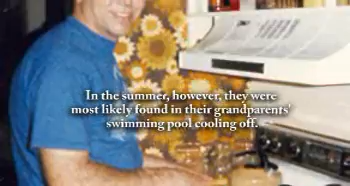 In the summer, however, they were
most likely found in their grandparents'
swimming pool cooling off.